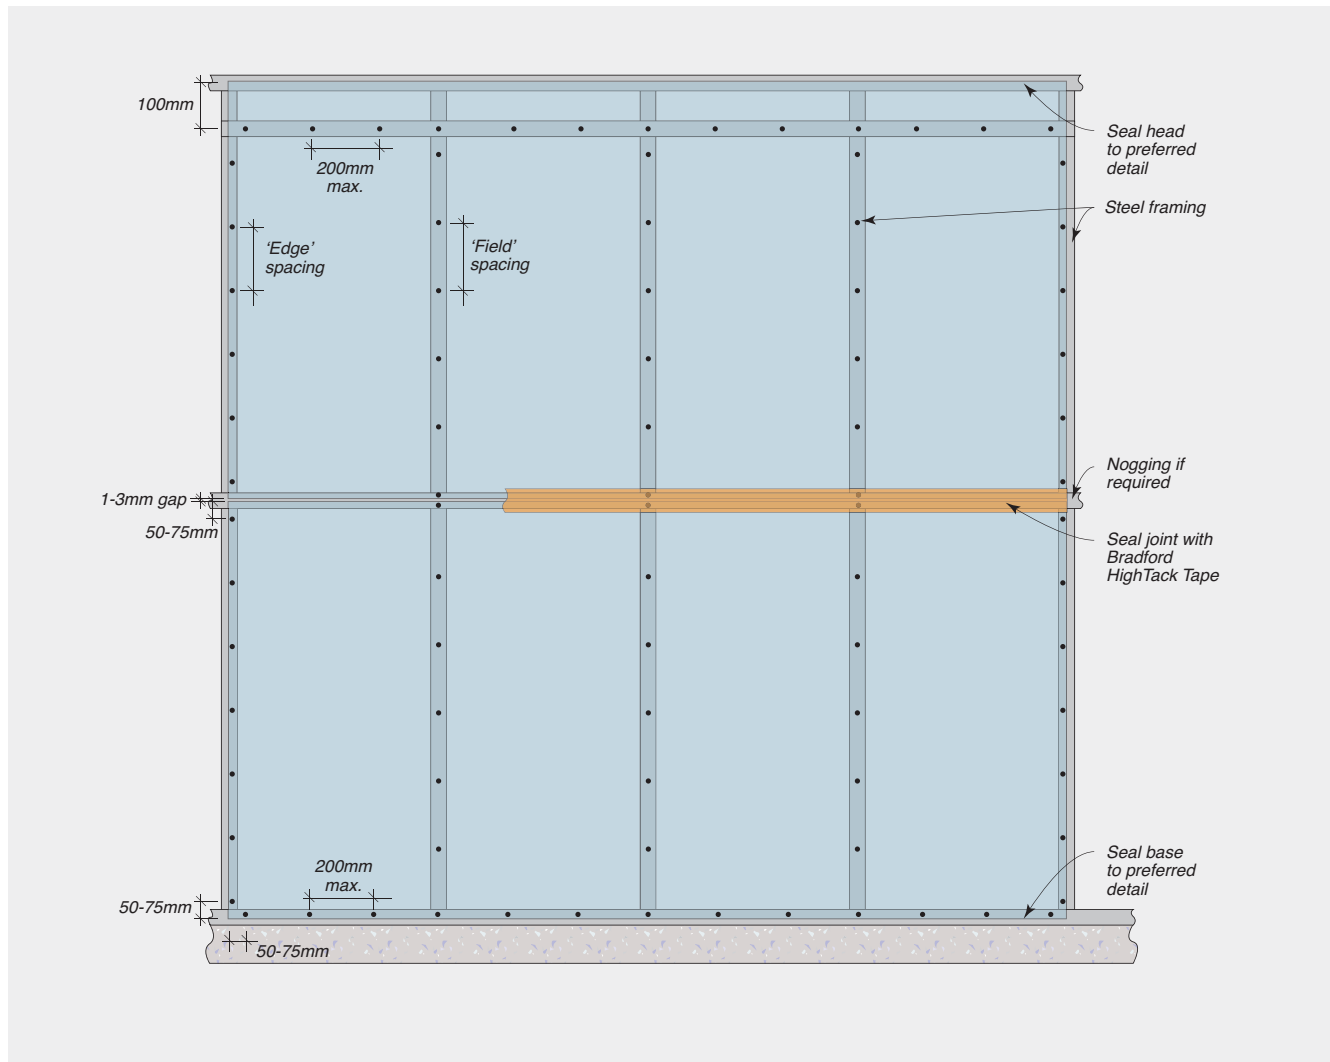 100mm
200mm
max.
'Edge'
spacing
'Field'
spacing
Seal head
to preferred
detail
Steel framing
1-3mm gap
50-75mm
Nogging if
required
Seal joint with
Bradford
HighTack Tape
200mm
max.
50-75mm
50-75mm
Seal base
to preferred
detail